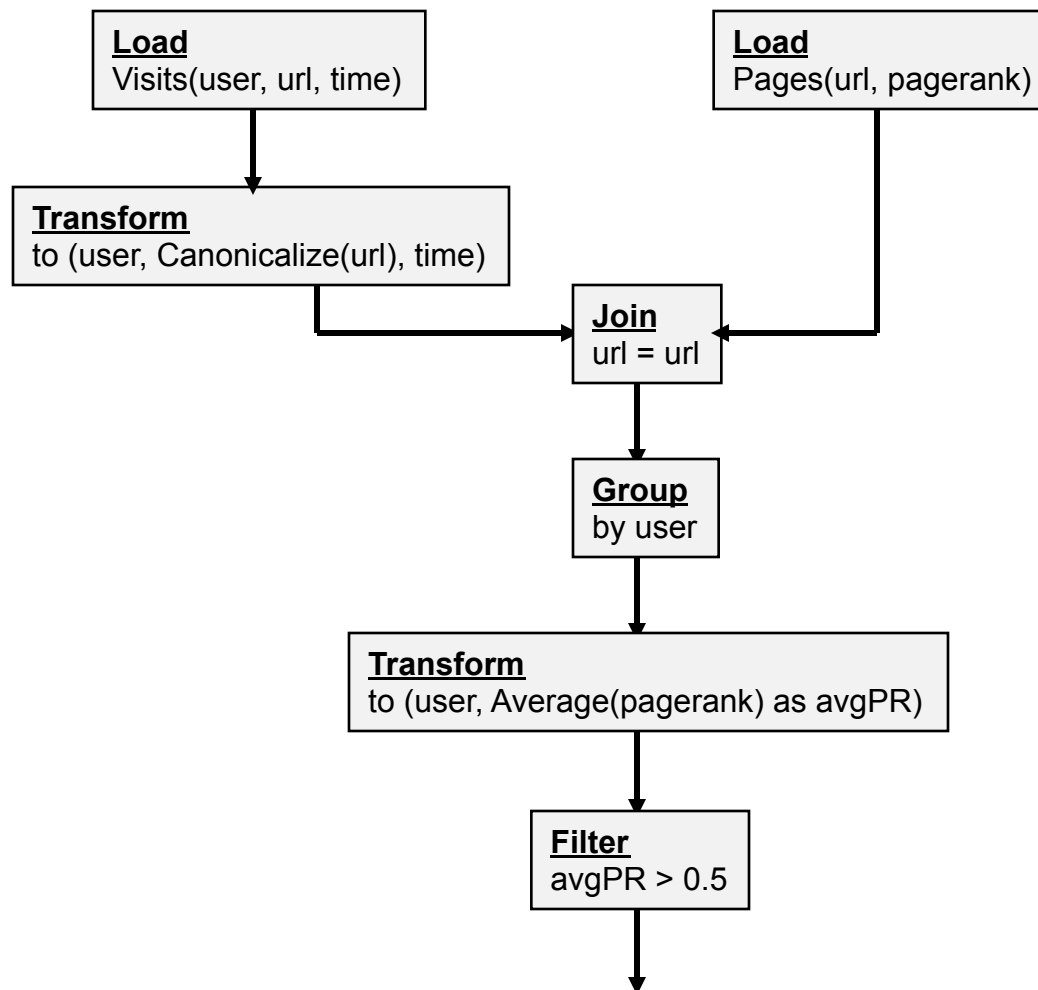 Load
Visits(user, url, time)
Load
Pages(url, pagerank)
Transform
to (user, Canonicalize(url), time)
Join
url = url
Group
by user
Transform
to (user, Average(pagerank) as avgPR)
Filter
avgPR > 0.5